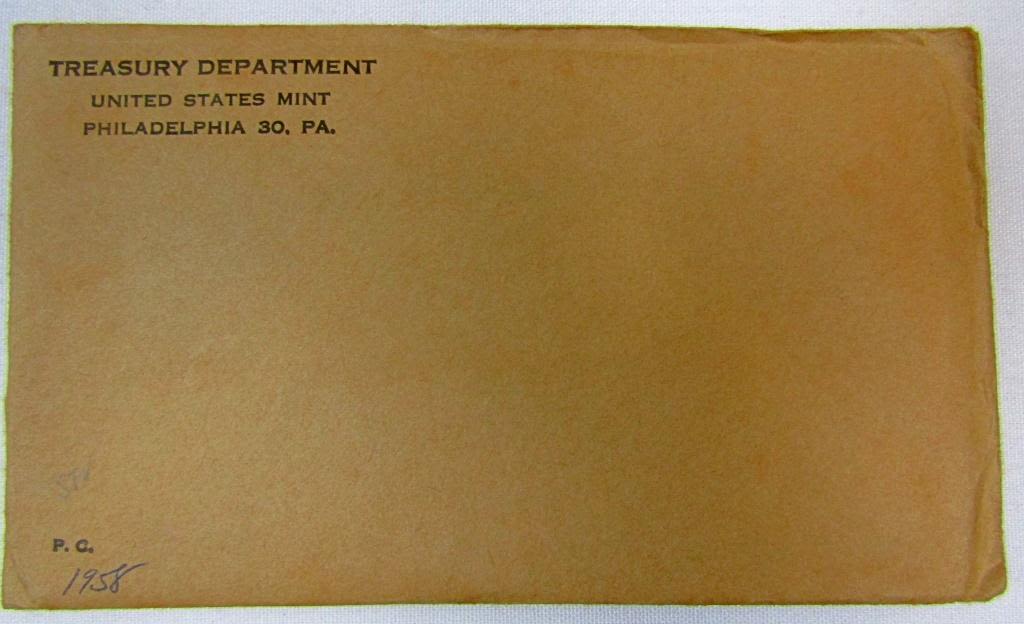 TREASURY DEPARTMENT
UNITED STATES MINT
PHILADELPHIA 30, PA.
P. C.
1958